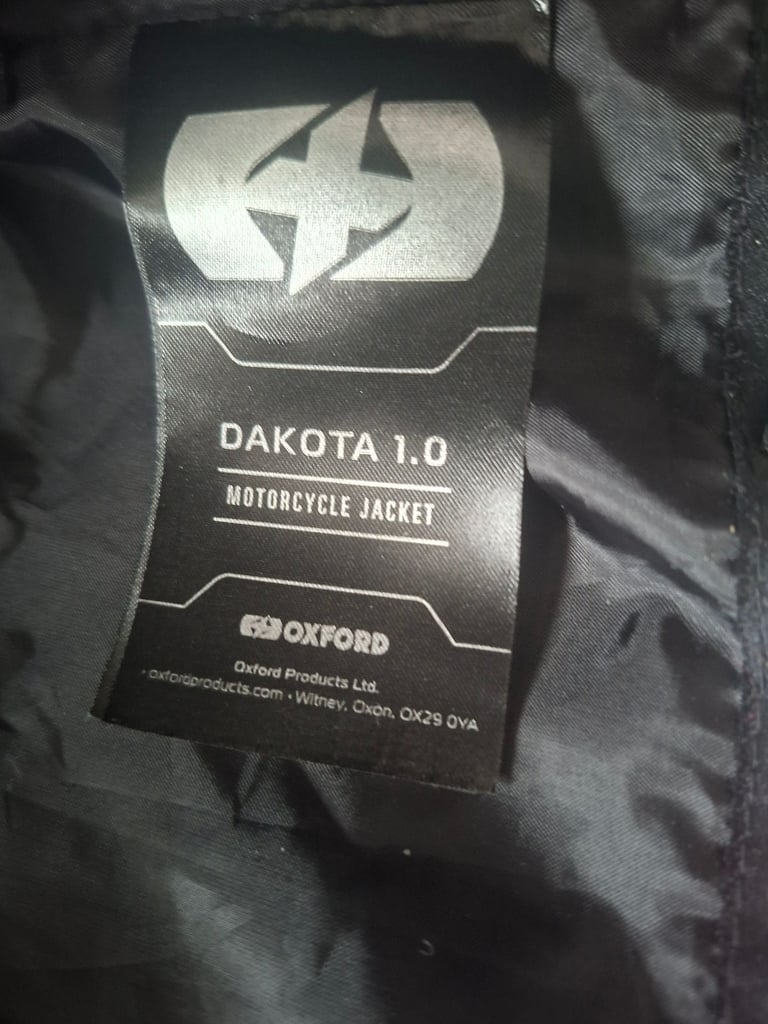 DAKOTA 1.0
MOTORCYCLE JACKET
OXFORD
Oxford Products Ltd.
• oxfordproducts.com • Witney, Oxon, OX29 0YA